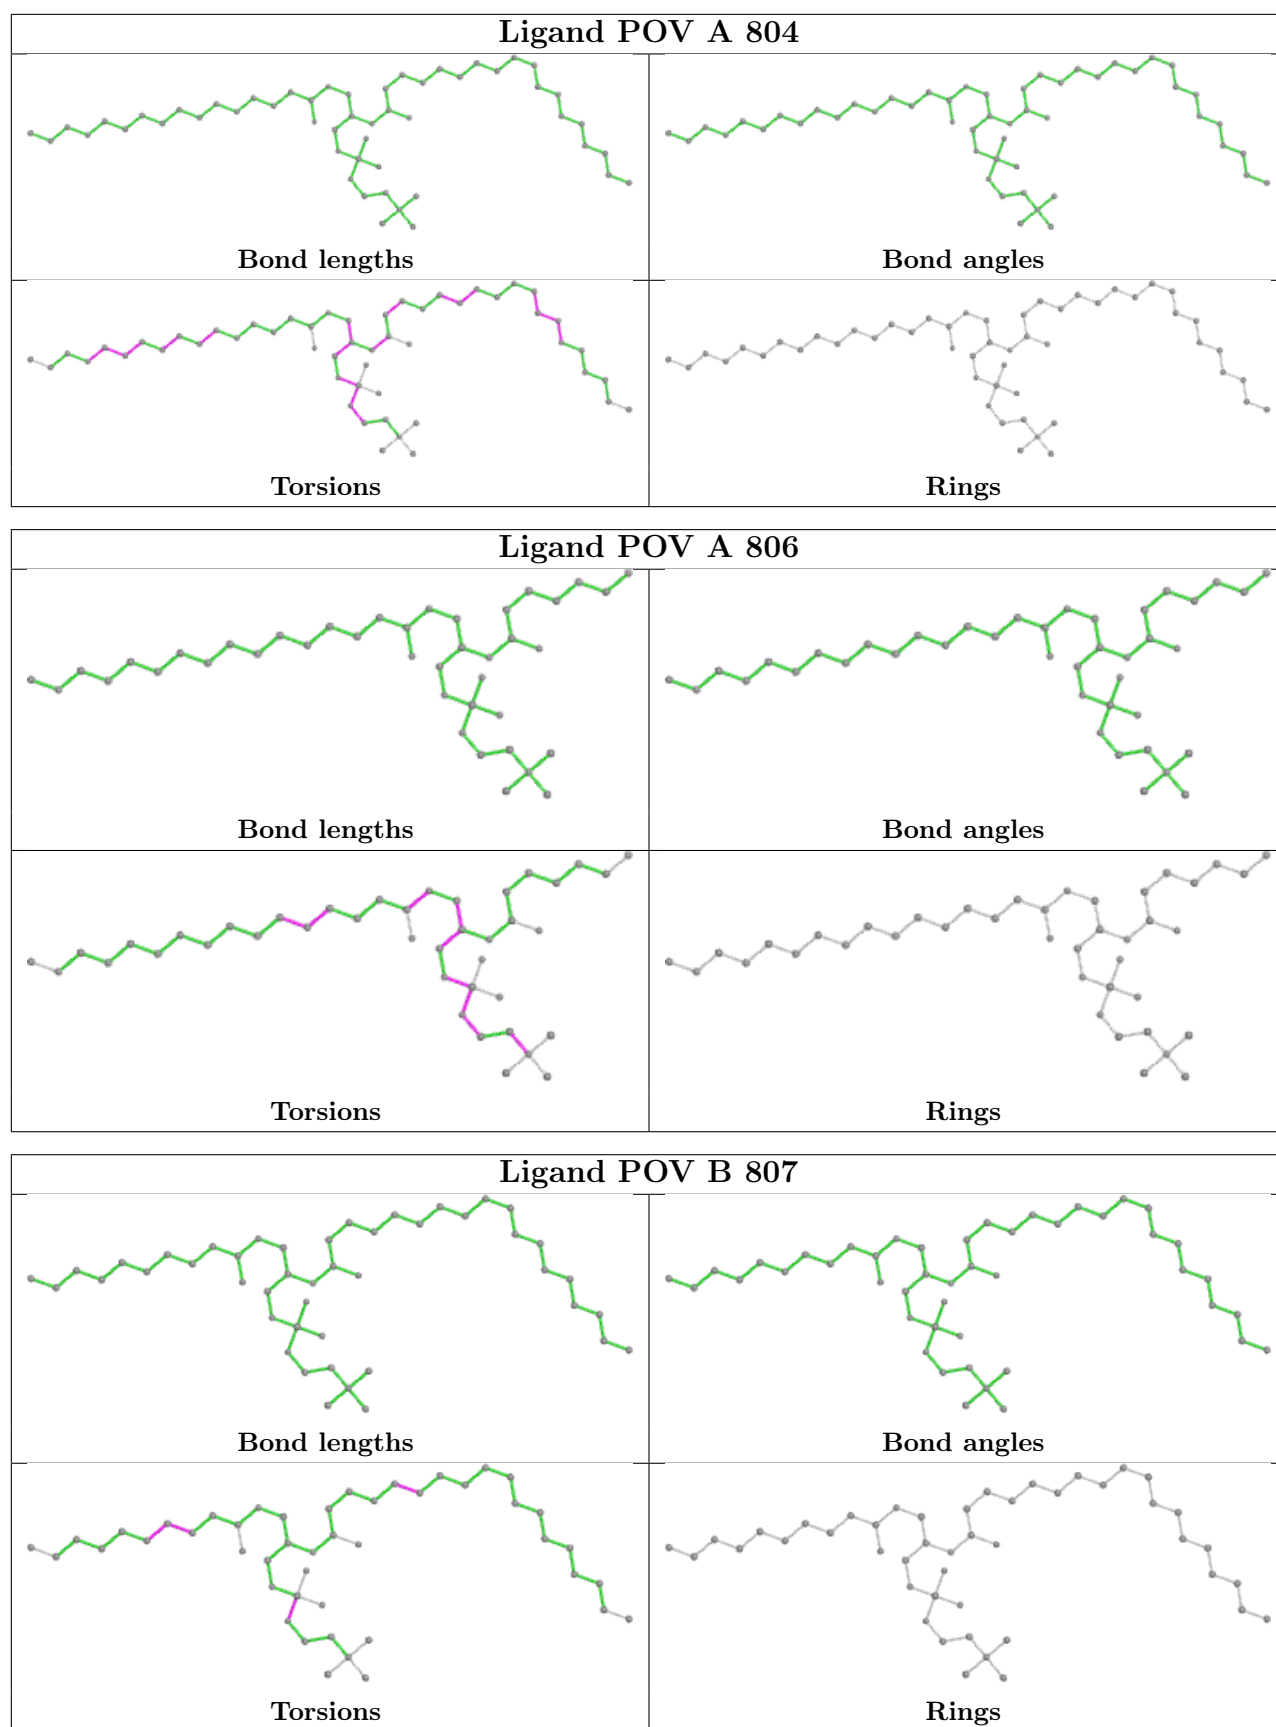 Ligand POV A 804
Bond lengths
Bond angles
Torsions
Rings
Ligand POV A 806
Bond lengths
Bond angles
Torsions
Rings
Ligand POV B 807
Bond lengths
Bond angles
Torsions
Rings